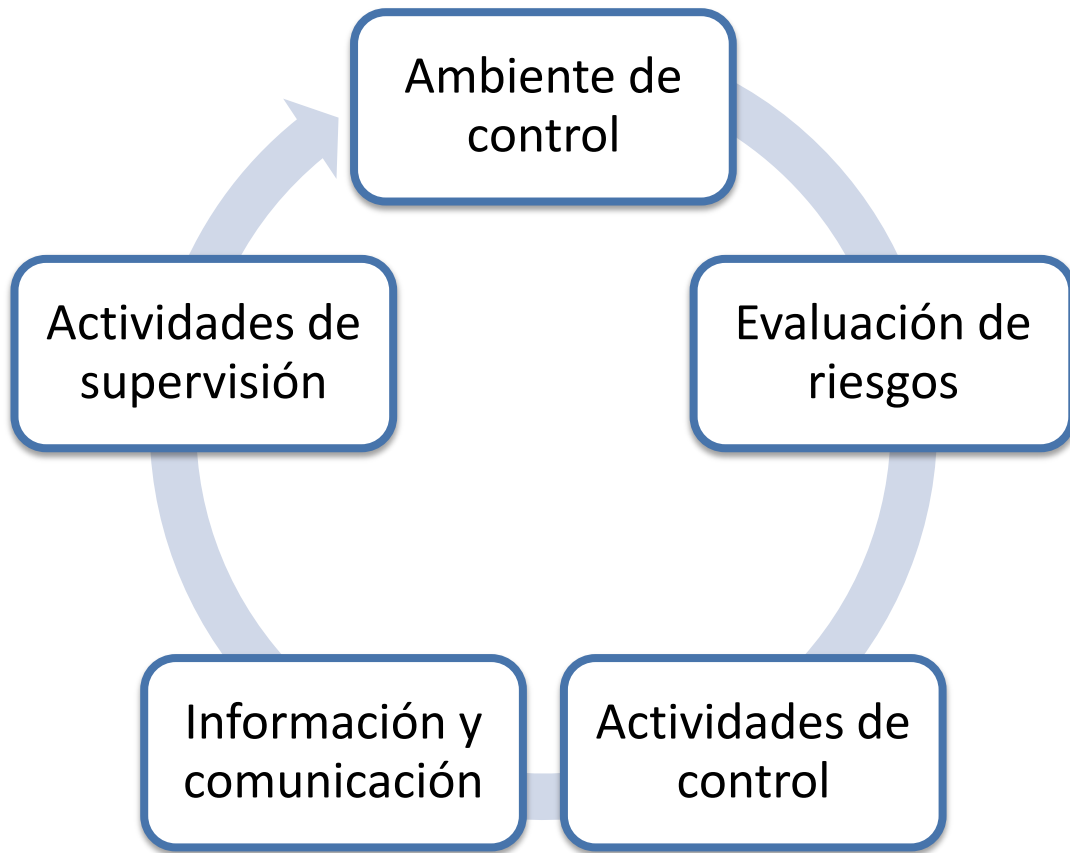 Ambiente de
control
Evaluación de
riesgos
Actividades de
control
Información y
comunicación
Actividades de
supervisión